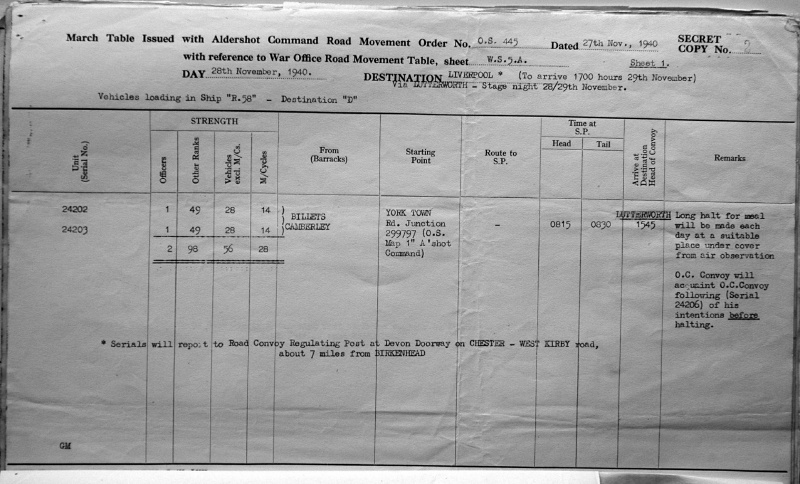 March Table Issued with Aldershot Command Road Movement Order No. O.S. 445 Dated 27th Nov., 1940 SECRET
COPY No.
with reference to War Office Road Movement Table, sheet W.S.5.A. Sheet 1.
DAY 28th November, 1940. DESTINATION LIVERPOOL * (To arrive 1700 hours 29th November)
Via LUTTERWORTH - Stage night 28/29th November.
Vehicles loading in Ship "R.58" - Destination "D"
Unit (Serial No.)
STRENGTH
Officers
Other Ranks
Vehicles excl. M/Cs.
M/Cycles
From (Barracks)
Starting Point
Route to S.P.
Time at S.P.
Head Tail
Arrive at Destination Head of Convoy
Remarks
24202 1 49 28 14 )
24203 1 49 28 14 )
2 98 56 28
BILLETS
CAMBERLEY
YORK TOWN
Rd. Junction
299797 (O.S.
Map 1" A'shot
Command)
-
0815 0830
LUTTERWORTH
1545
Long halt for meal
will be made each
day at a suitable
place under cover
from air observation
O.C. Convoy will
acquaint O.C.Convoy
following (Serial
24206) of his
intentions before
halting.
* Serials will report to Road Convoy Regulating Post at Devon Doorway on CHESTER - WEST KIRBY road,
about 7 miles from BIRKENHEAD
GM